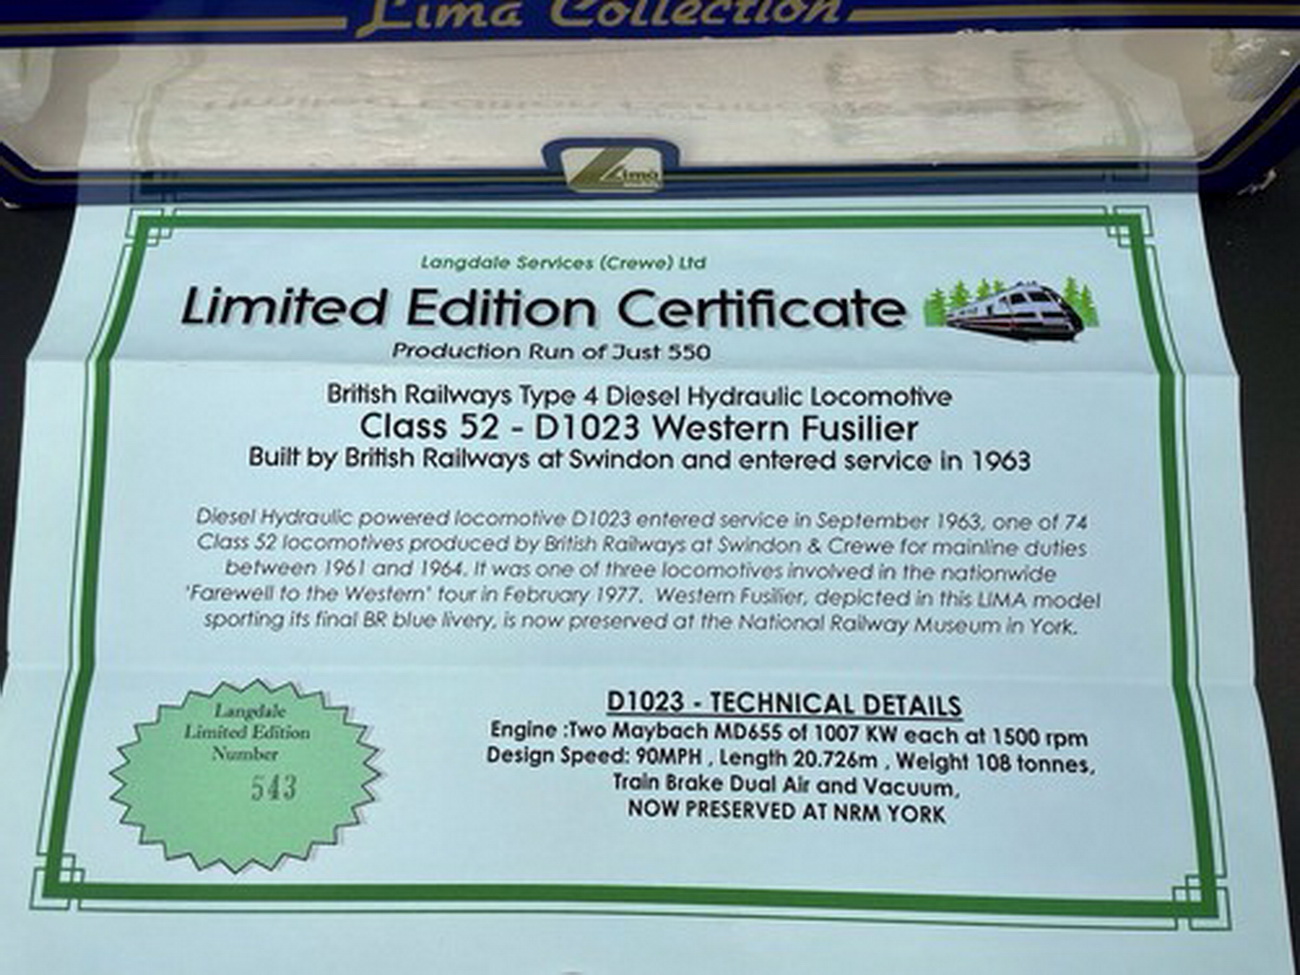 Lima Collection
Lima
Langdale Services (Crewe) Ltd
Limited Edition Certificate
Production Run of Just 550
British Railways Type 4 Diesel Hydraulic Locomotive
Class 52 - D1023 Western Fusilier
Built by British Railways at Swindon and entered service in 1963
Diesel Hydraulic powered locomotive D1023 entered service in September 1963, one of 74
Class 52 locomotives produced by British Railways at Swindon & Crewe for mainline duties
between 1961 and 1964. It was one of three locomotives involved in the nationwide
'Farewell to the Western' tour in February 1977. Western Fusilier, depicted in this LIMA model
sporting its final BR blue livery, is now preserved at the National Railway Museum in York.
Langdale
Limited Edition
Number
543
D1023 - TECHNICAL DETAILS
Engine :Two Maybach MD655 of 1007 KW each at 1500 rpm
Design Speed: 90MPH , Length 20.726m , Weight 108 tonnes,
Train Brake Dual Air and Vacuum,
NOW PRESERVED AT NRM YORK